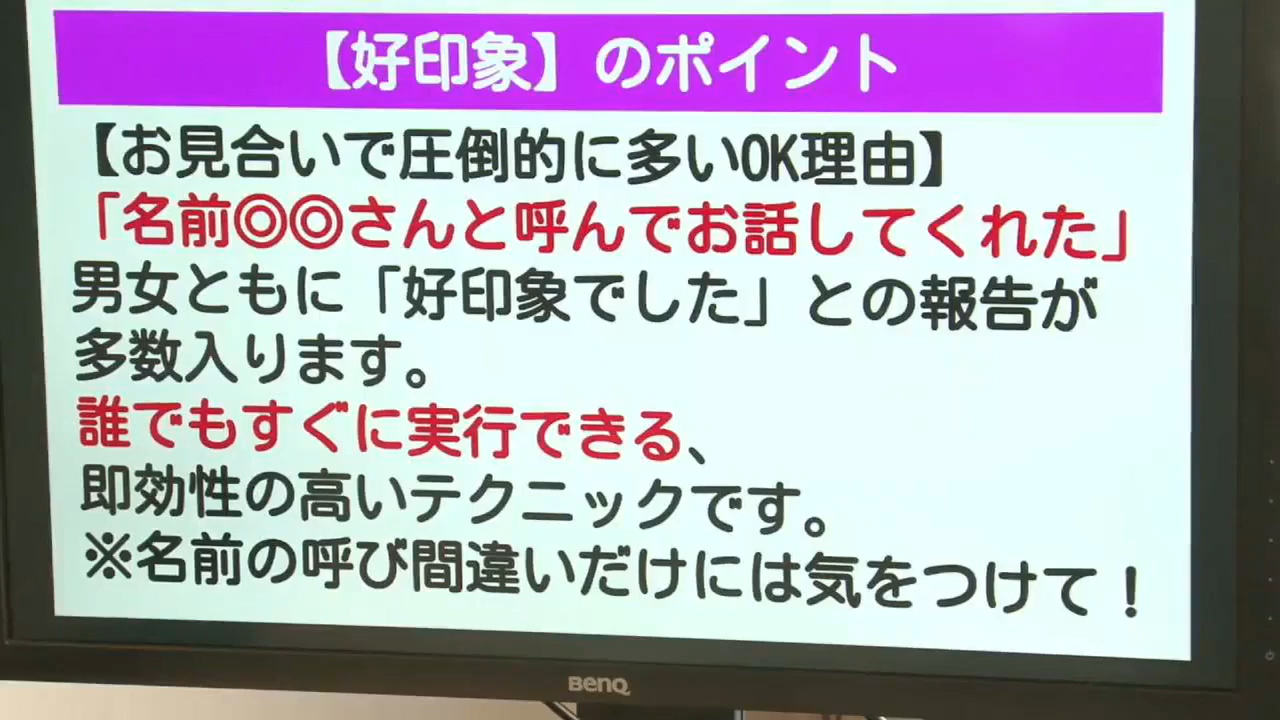 【好印象】のポイント
【お見合いで圧倒的に多いOK理由】
「名前◎◎さんと呼んでお話してくれた」
男女ともに「好印象でした」との報告が
多数入ります。
誰でもすぐに実行できる、
即効性の高いテクニックです。
※名前の呼び間違いだけには気をつけて！
BenQ